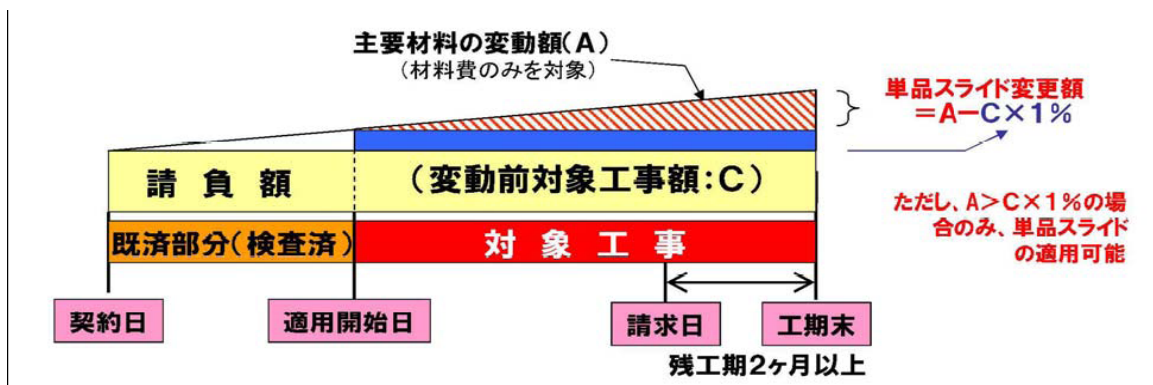 主要材料の変動額(A)
(材料費のみを対象)
単品スライド変更額
=A-C×1%
請負額
(変動前対象工事額:C)
ただし、A>C×1%の場
合のみ、単品スライド
の適用可能
既済部分(検査済)
対象工事
契約日
適用開始日
請求日
工期末
残工期2ヶ月以上